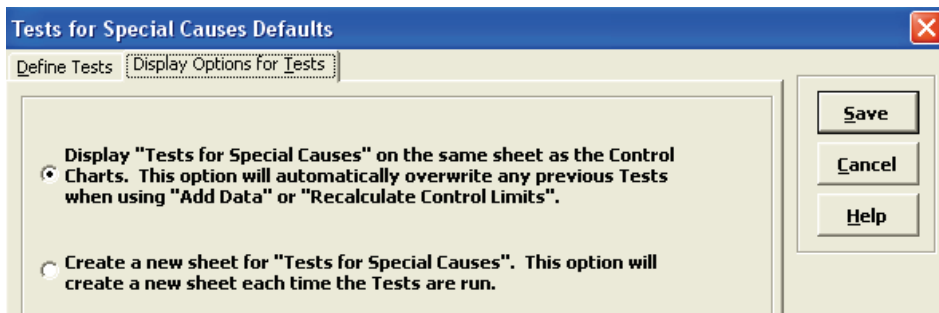 Tests for Special Causes Defaults
Define Tests
Display Options for Tests
Display "Tests for Special Causes" on the same sheet as the Control
Charts. This option will automatically overwrite any previous Tests
when using "Add Data" or "Recalculate Control Limits".
Create a new sheet for "Tests for Special Causes". This option will
create a new sheet each time the Tests are run.
Save
Cancel
Help